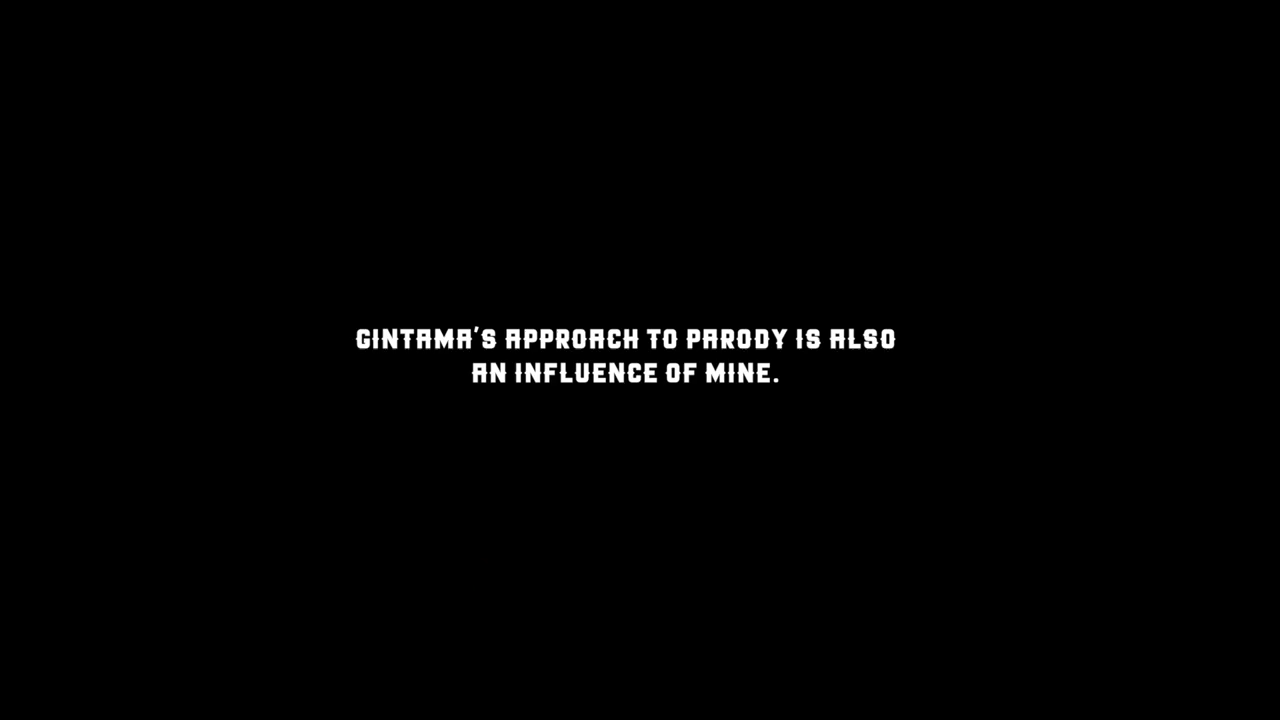 GINTAMA'S APPROACH TO PARODY IS ALSO
AN INFLUENCE OF MINE.